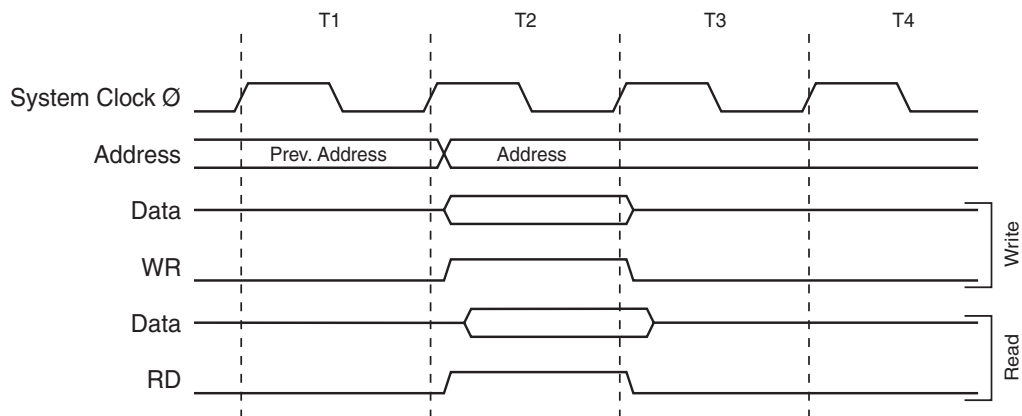 T1 T2 T3 T4
System Clock Ø
Address Prev. Address Address
Data
WR
Write
Data
RD
Read